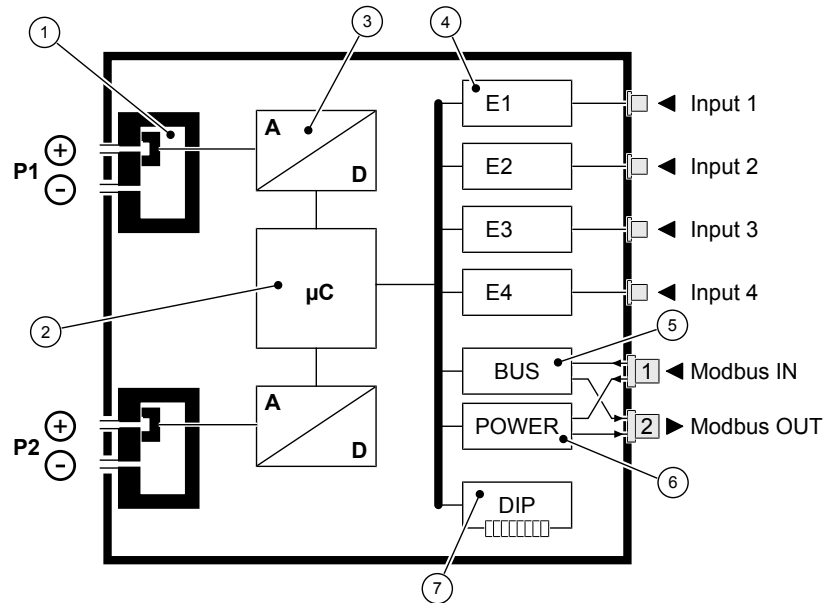 1
3
4
A
D
E1
Input 1
P1
+
-
E2
Input 2
E3
Input 3
2
µC
E4
Input 4
5
BUS
1
Modbus IN
A
D
POWER
2
Modbus OUT
P2
+
-
6
DIP
7